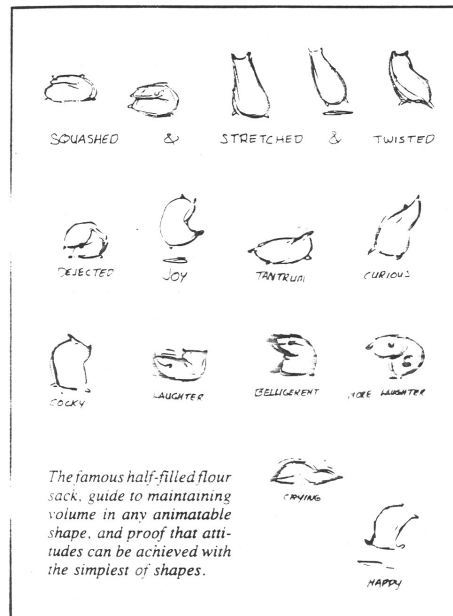 SQUASHED & STRETCHED & TWISTED
DEJECTED JOY TANTRUM CURIOUS
COCKY LAUGHTER BELLIGERENT MORE LAUGHTER
CRYING
HAPPY
The famous half-filled flour
sack, guide to maintaining
volume in any animatable
shape, and proof that atti-
tudes can be achieved with
the simplest of shapes.